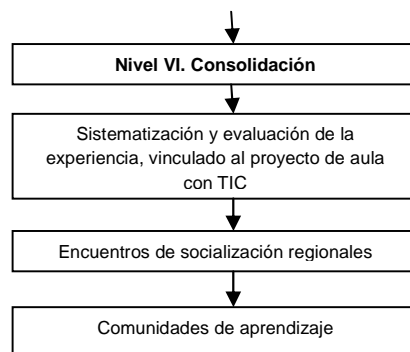 Nivel VI. Consolidación
Sistematización y evaluación de la
experiencia, vinculado al proyecto de aula
con TIC
Encuentros de socialización regionales
Comunidades de aprendizaje